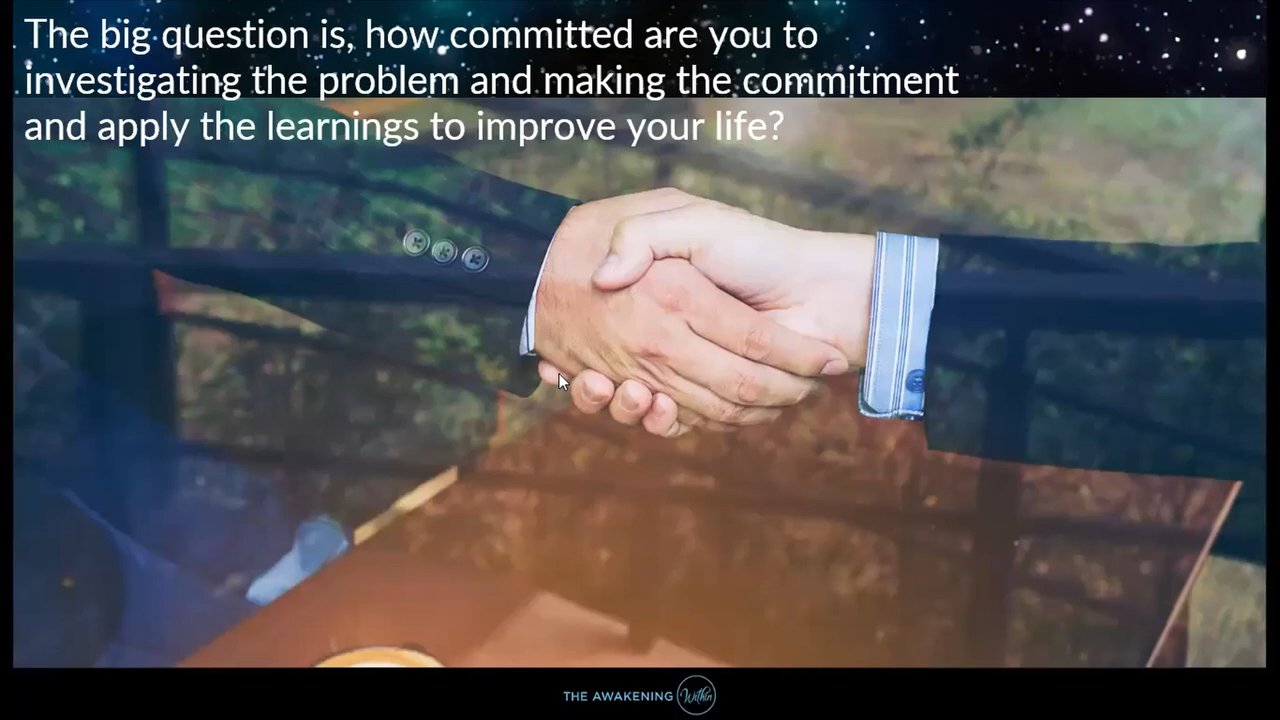 The big question is, how committed are you to
investigating the problem and making the commitment
and apply the learnings to improve your life?
THE AWAKENING Within